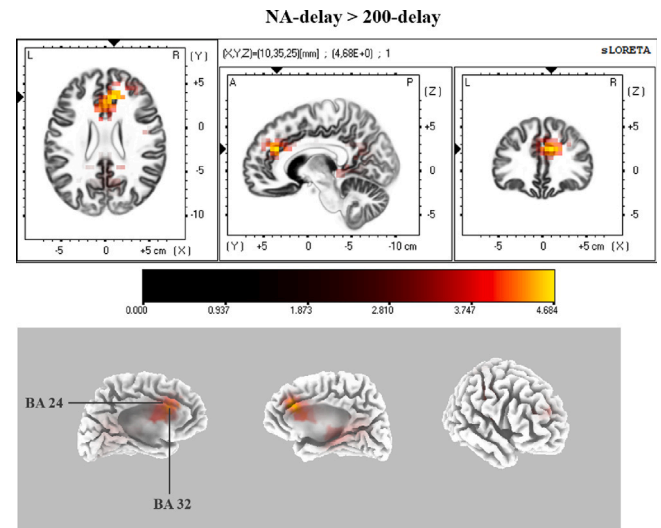 NA-delay > 200-delay
(X,Y,Z)=(10,35,25)[mm] ; (4,68E+0) ; 1 sLORETA
L R (Y)
+5
0
-5
-10
-5 0 +5 cm (X)
A P (Z)
+5
0
-5
(Y) +5 0 -5 -10 cm
L R (Z)
+5
0
-5
-5 0 +5 cm (X)
0.000 0.937 1.873 2.810 3.747 4.684
BA 24
BA 32